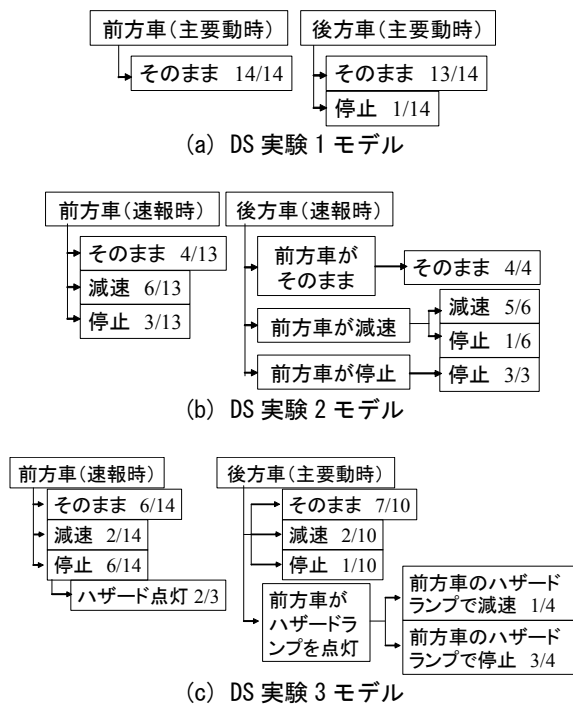 前方車(主要動時)
そのまま 14/14
後方車(主要動時)
そのまま 13/14
停止 1/14
(a) DS 実験 1 モデル
前方車(速報時)
そのまま 4/13
減速 6/13
停止 3/13
後方車(速報時)
前方車が
そのまま
そのまま 4/4
前方車が減速
減速 5/6
停止 1/6
前方車が停止
停止 3/3
(b) DS 実験 2 モデル
前方車(速報時)
そのまま 6/14
減速 2/14
停止 6/14
ハザード点灯 2/3
後方車(主要動時)
そのまま 7/10
減速 2/10
停止 1/10
前方車が
ハザードラ
ンプを点灯
前方車のハザード
ランプで減速 1/4
前方車のハザード
ランプで停止 3/4
(c) DS 実験 3 モデル